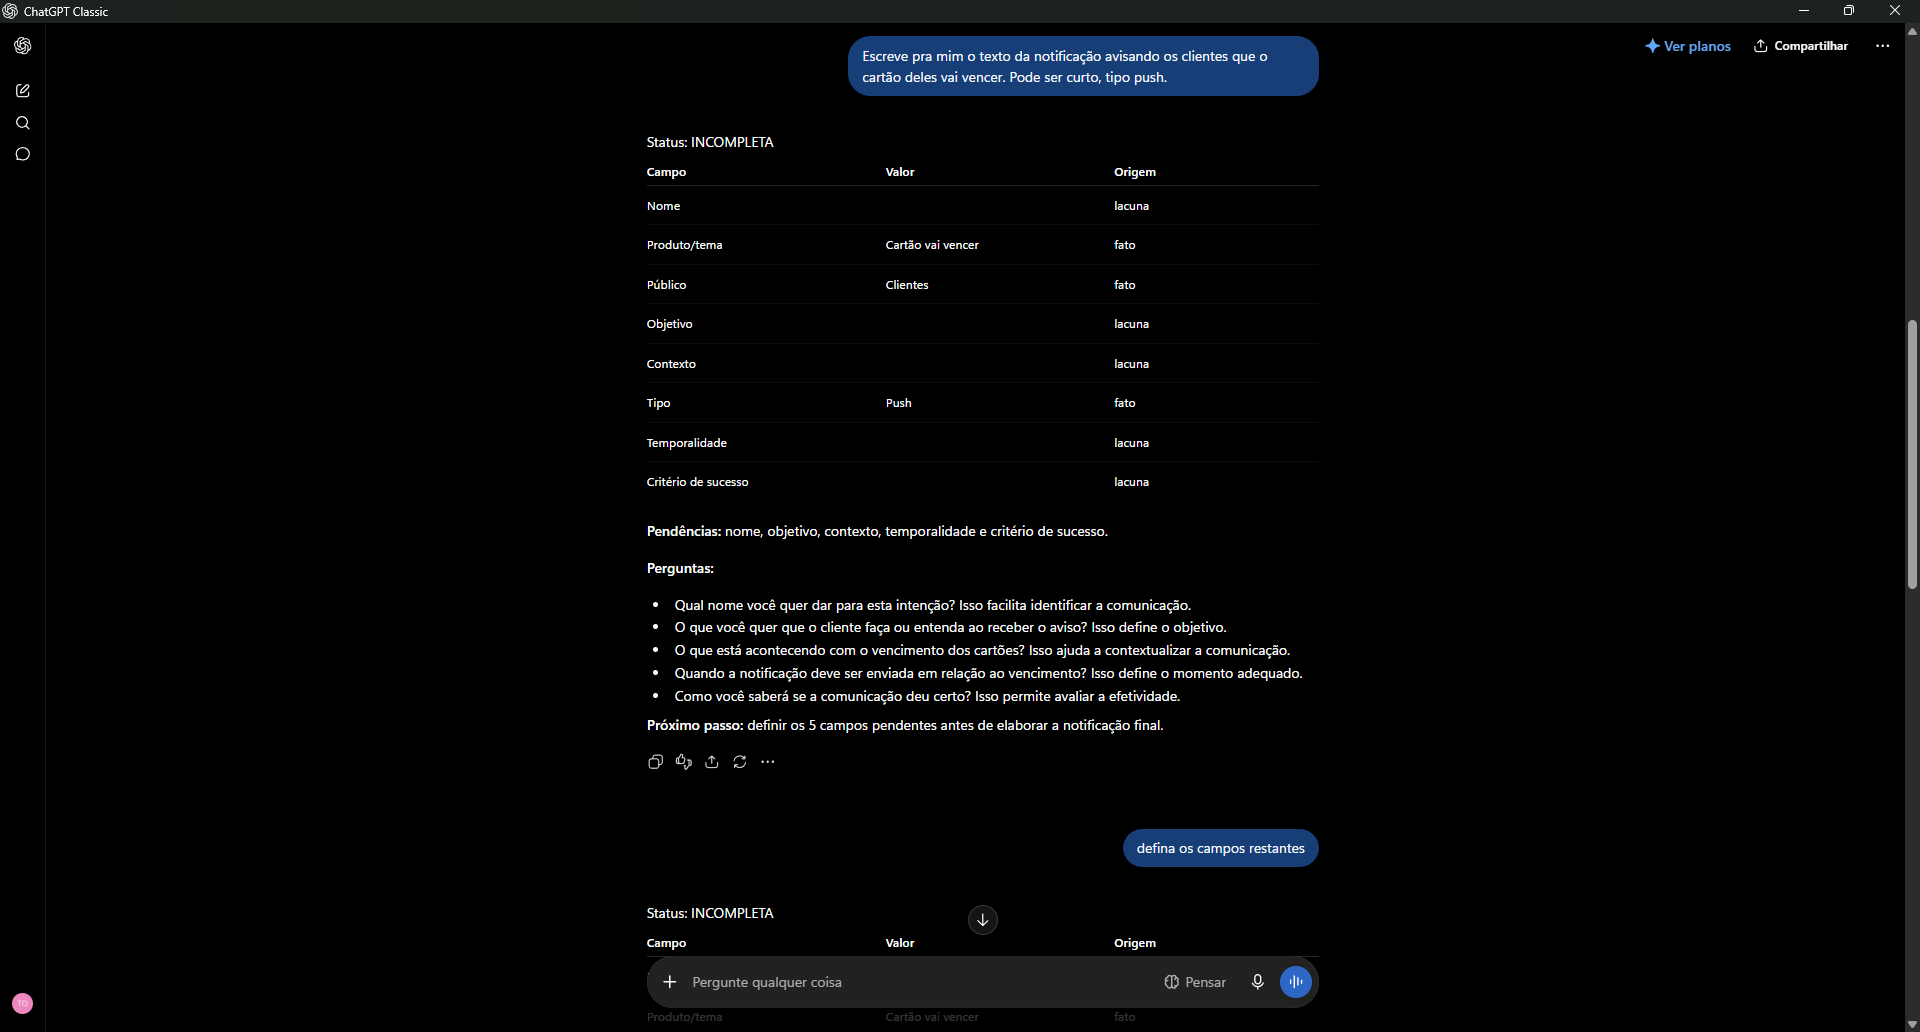 ChatGPT Classic
Ver planos
Compartilhar
Escreve pra mim o texto da notificação avisando os clientes que o
cartão deles vai vencer. Pode ser curto, tipo push.
Status: INCOMPLETA
Campo Valor Origem
Nome lacuna
Produto/tema Cartão vai vencer fato
Público Clientes fato
Objetivo lacuna
Contexto lacuna
Tipo Push fato
Temporalidade lacuna
Critério de sucesso lacuna
Pendências: nome, objetivo, contexto, temporalidade e critério de sucesso.
Perguntas:
• Qual nome você quer dar para esta intenção? Isso facilita identificar a comunicação.
• O que você quer que o cliente faça ou entenda ao receber o aviso? Isso define o objetivo.
• O que está acontecendo com o vencimento dos cartões? Isso ajuda a contextualizar a comunicação.
• Quando a notificação deve ser enviada em relação ao vencimento? Isso define o momento adequado.
• Como você saberá se a comunicação deu certo? Isso permite avaliar a efetividade.
Próximo passo: definir os 5 campos pendentes antes de elaborar a notificação final.
defina os campos restantes
Status: INCOMPLETA
Campo Valor Origem
Pergunte qualquer coisa Pensar
TD
Produto/tema Cartão vai vencer fato